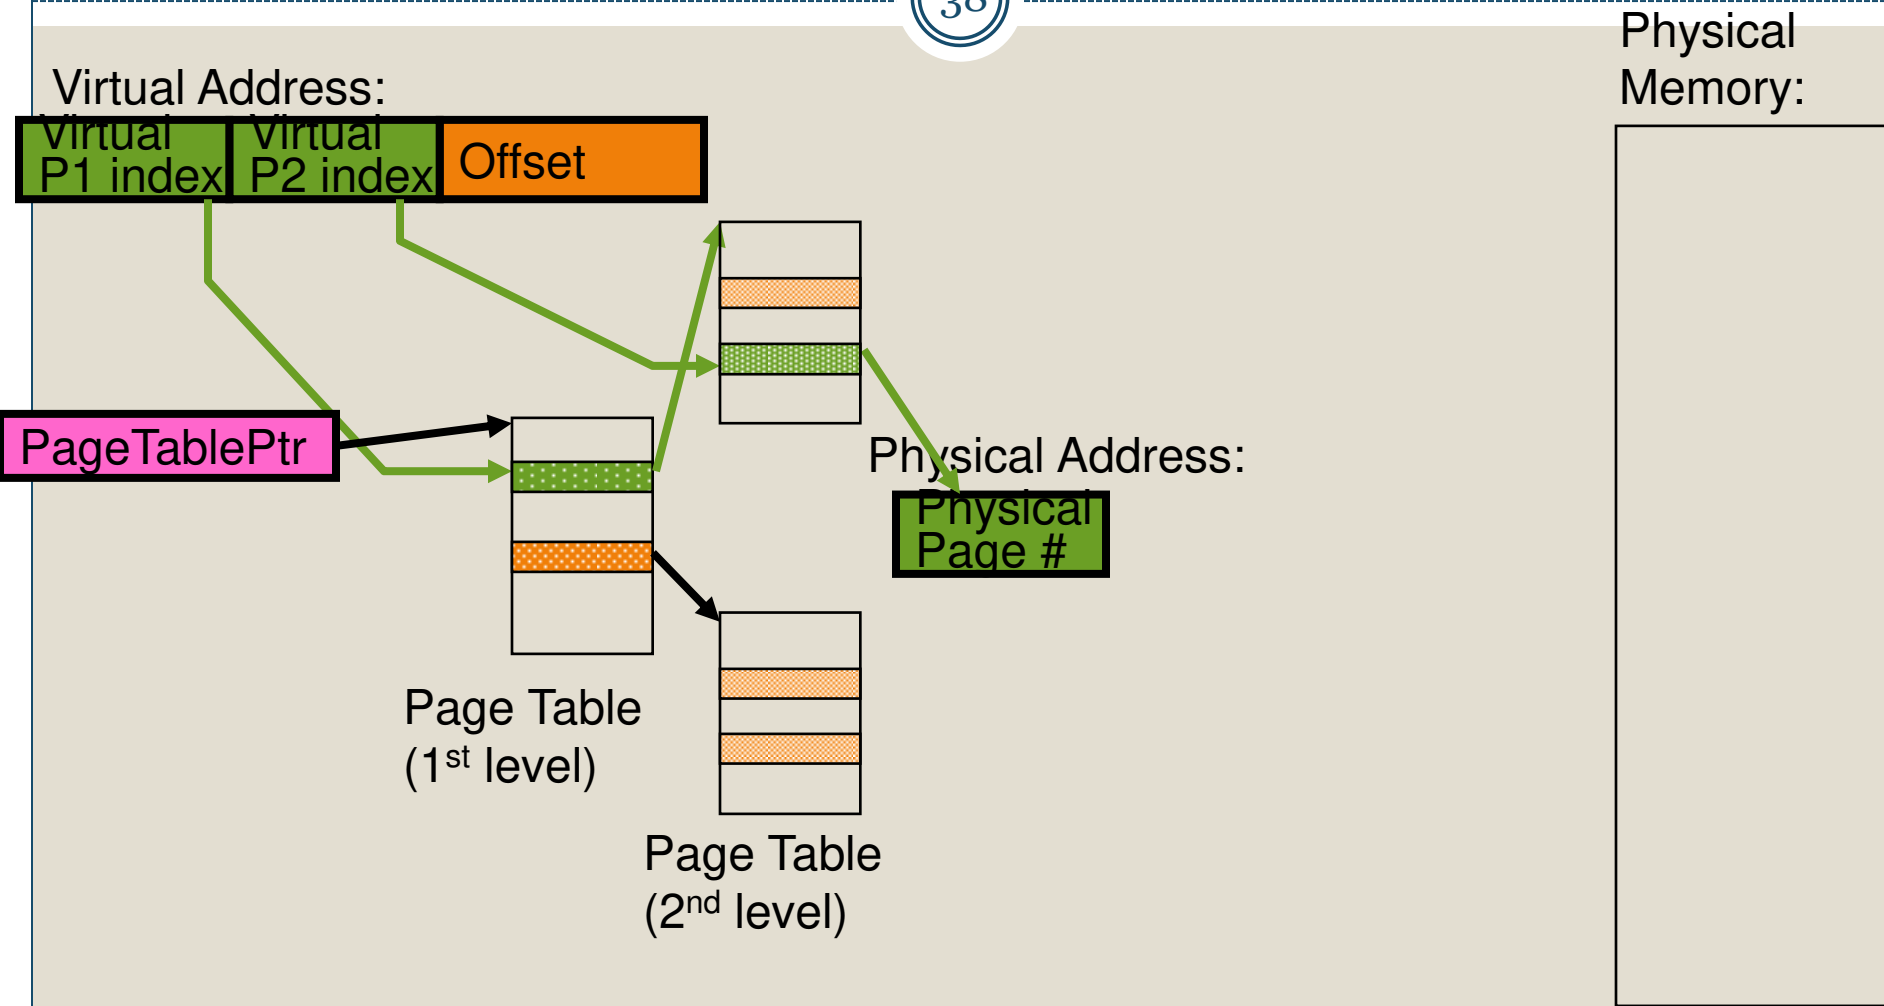 38
Physical
Memory:
Virtual Address:
Virtual
P1 index
Virtual
P2 index
Offset
PageTablePtr
Physical Address:
Physical
Page #
Page Table
(1st level)
Page Table
(2nd level)